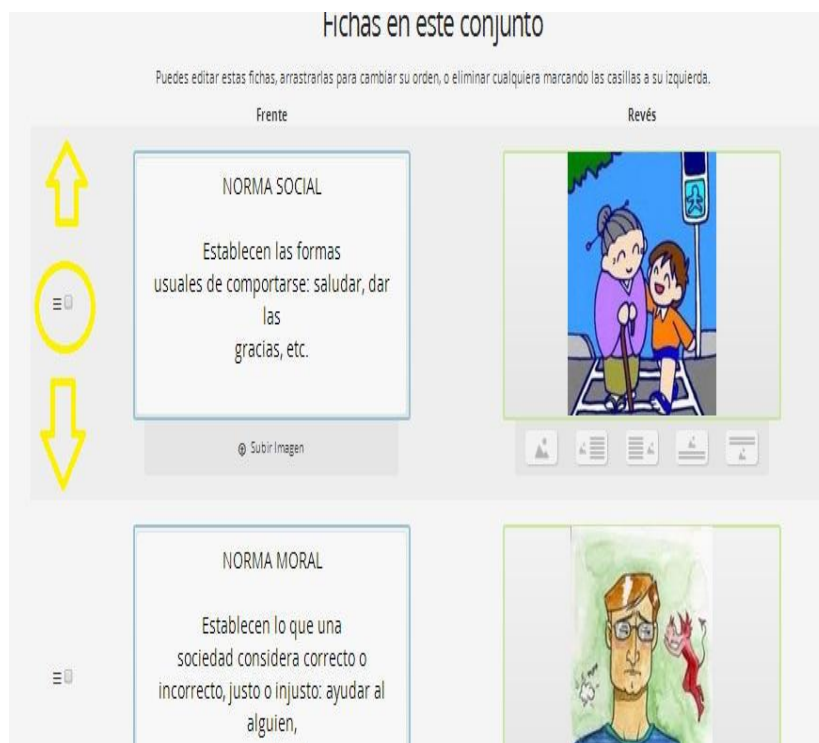 Fichas en este conjunto
Puedes editar estas fichas, arrastrarlas para cambiar su orden, o eliminar cualquiera marcando las casillas a su izquierda.
Frente
Revés
NORMA SOCIAL
Establecen las formas
usuales de comportarse: saludar, dar
las
gracias, etc.
Subir Imagen
NORMA MORAL
Establecen lo que una
sociedad considera correcto o
incorrecto, justo o injusto: ayudar al
alguien,